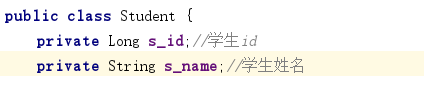 public class Student {
    private Long s_id;//学生id
    private String s_name;//学生姓名